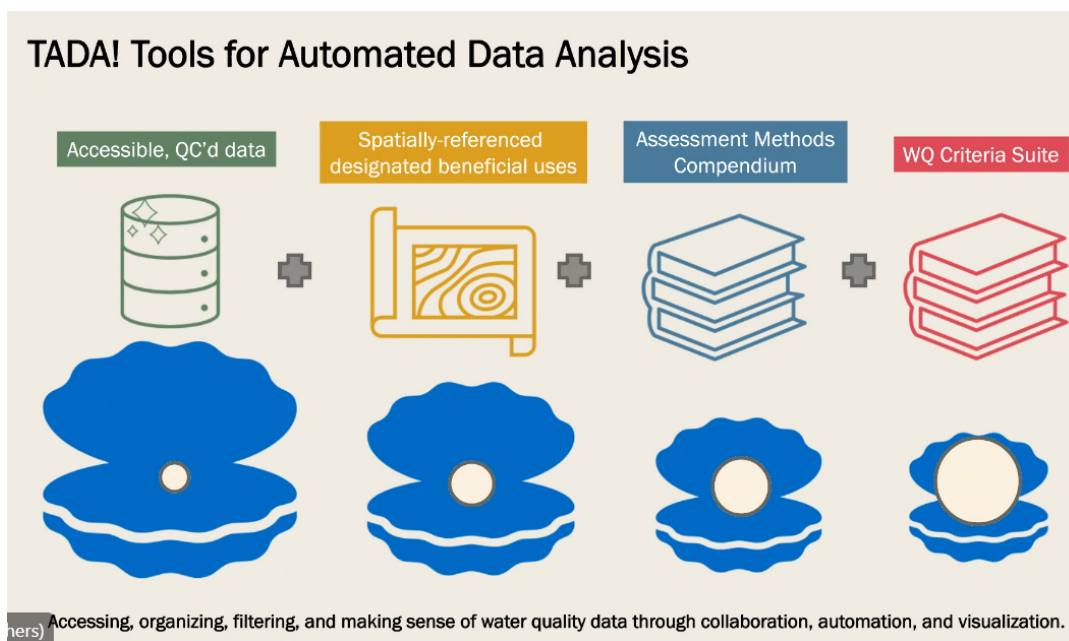 TADA! Tools for Automated Data Analysis
Accessible, QC'd data
Spatially-referenced
designated beneficial uses
Assessment Methods
Compendium
WQ Criteria Suite
hers)
Accessing, organizing, filtering, and making sense of water quality data through collaboration, automation, and visualization.